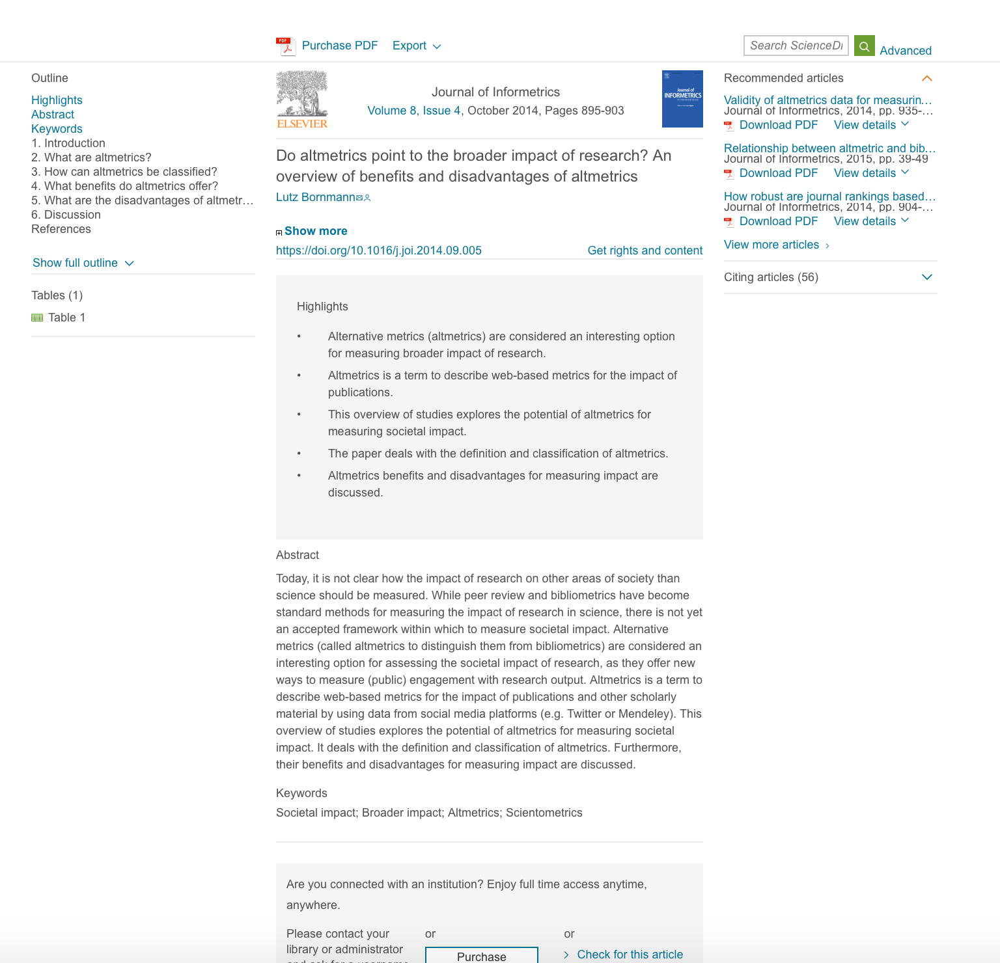 Purchase PDF Export
Search ScienceDi
Advanced
Outline
Highlights
Abstract
Keywords
1. Introduction
2. What are altmetrics?
3. How can altmetrics be classified?
4. What benefits do altmetrics offer?
5. What are the disadvantages of altmetr…
6. Discussion
References
Show full outline
Tables (1)
Table 1
ELSEVIER
Journal of Informetrics
Volume 8, Issue 4, October 2014, Pages 895-903
Journal of
INFORMETRICS
Do altmetrics point to the broader impact of research? An
overview of benefits and disadvantages of altmetrics
Lutz Bornmann
Show more
https://doi.org/10.1016/j.joi.2014.09.005
Get rights and content
Highlights
• Alternative metrics (altmetrics) are considered an interesting option
for measuring broader impact of research.
• Altmetrics is a term to describe web-based metrics for the impact of
publications.
• This overview of studies explores the potential of altmetrics for
measuring societal impact.
• The paper deals with the definition and classification of altmetrics.
• Altmetrics benefits and disadvantages for measuring impact are
discussed.
Abstract
Today, it is not clear how the impact of research on other areas of society than
science should be measured. While peer review and bibliometrics have become
standard methods for measuring the impact of research in science, there is not yet
an accepted framework within which to measure societal impact. Alternative
metrics (called altmetrics to distinguish them from bibliometrics) are considered an
interesting option for assessing the societal impact of research, as they offer new
ways to measure (public) engagement with research output. Altmetrics is a term to
describe web-based metrics for the impact of publications and other scholarly
material by using data from social media platforms (e.g. Twitter or Mendeley). This
overview of studies explores the potential of altmetrics for measuring societal
impact. It deals with the definition and classification of altmetrics. Furthermore,
their benefits and disadvantages for measuring impact are discussed.
Keywords
Societal impact; Broader impact; Altmetrics; Scientometrics
Are you connected with an institution? Enjoy full time access anytime,
anywhere.
Please contact your
library or administrator
and ask for a username
or
Purchase
or
Check for this article
Recommended articles
Validity of altmetrics data for measurin…
Journal of Informetrics, 2014, pp. 935-…
Download PDF View details
Relationship between altmetric and bib…
Journal of Informetrics, 2015, pp. 39-49
Download PDF View details
How robust are journal rankings based…
Journal of Informetrics, 2014, pp. 904-…
Download PDF View details
View more articles
Citing articles (56)